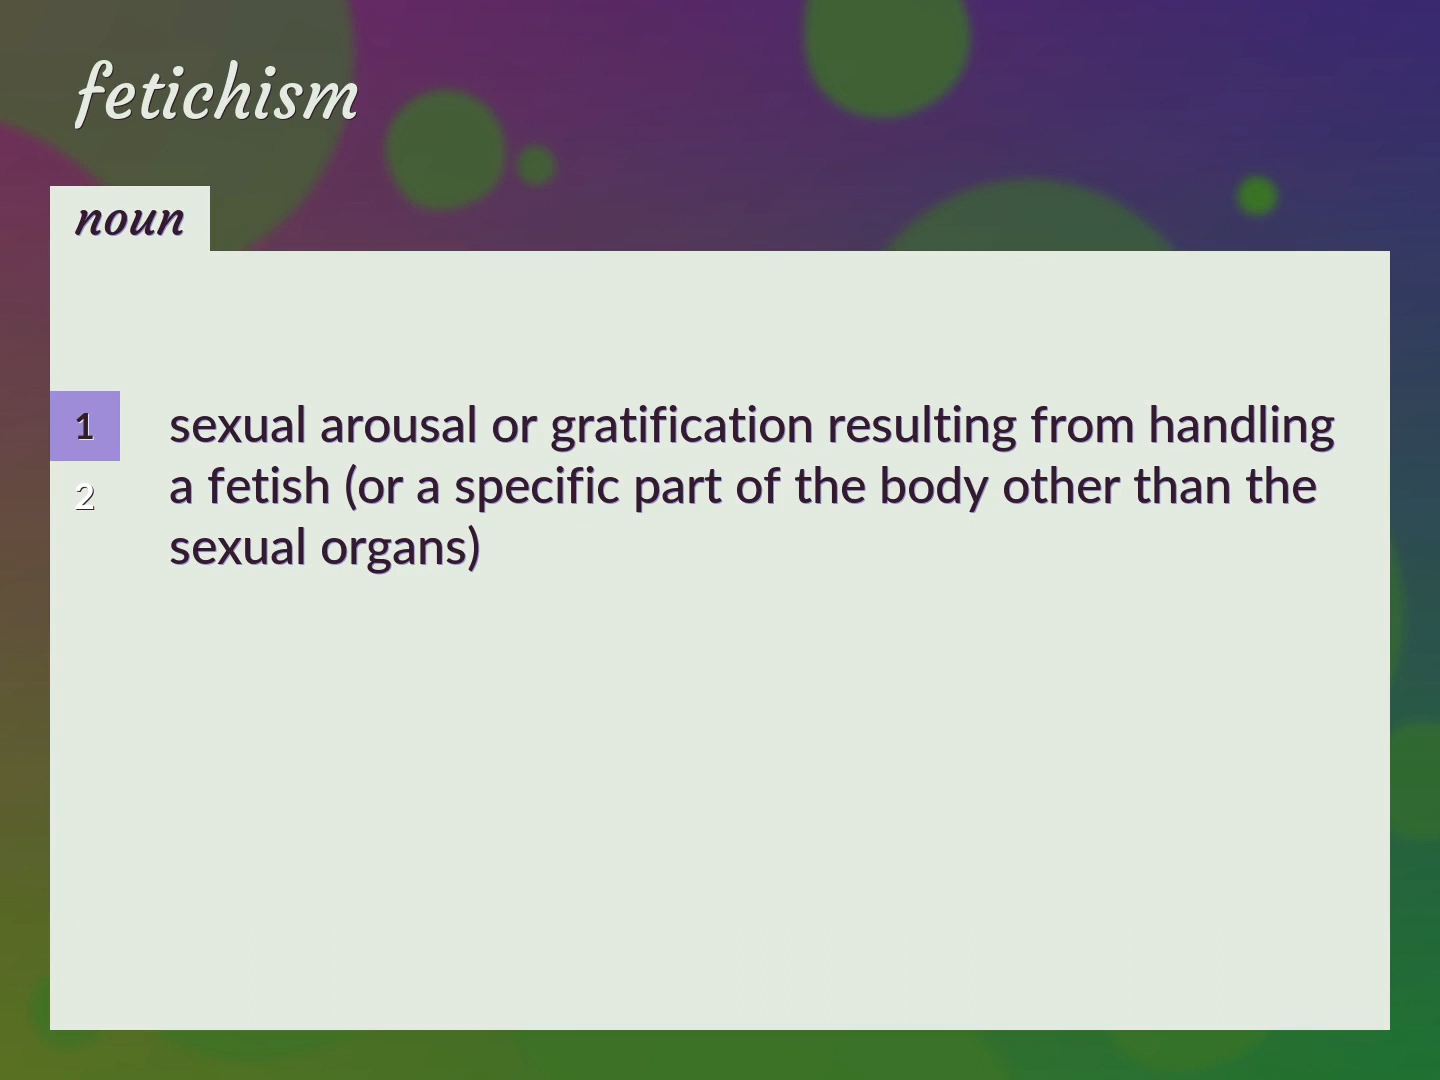 fetichism
noun
1
sexual arousal or gratification resulting from handling
2
a fetish (or a specific part of the body other than the
sexual organs)